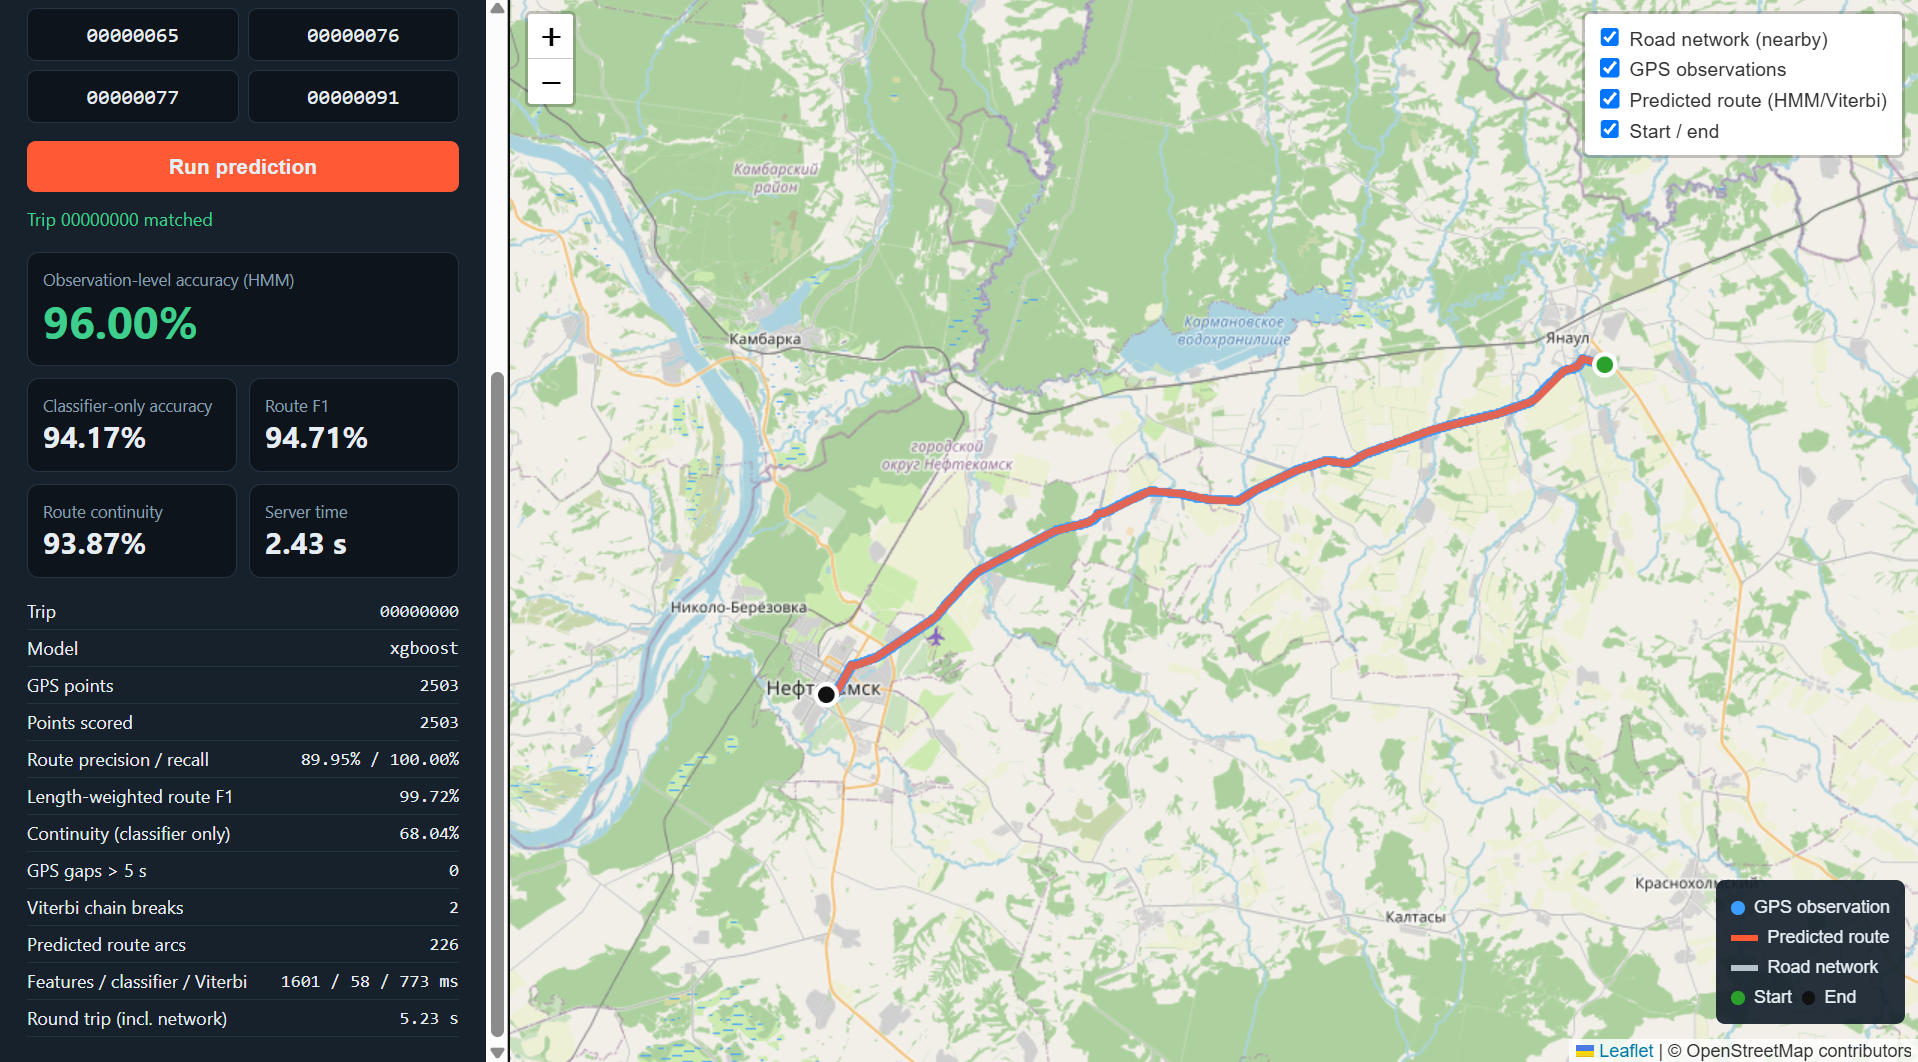 00000065 00000076
00000077 00000091
Run prediction
Trip 00000000 matched
Observation-level accuracy (HMM)
96.00%
Classifier-only accuracy
94.17%
Route F1
94.71%
Route continuity
93.87%
Server time
2.43 s
Trip 00000000
Model xgboost
GPS points 2503
Points scored 2503
Route precision / recall 89.95% / 100.00%
Length-weighted route F1 99.72%
Continuity (classifier only) 68.04%
GPS gaps > 5 s 0
Viterbi chain breaks 2
Predicted route arcs 226
Features / classifier / Viterbi 1601 / 58 / 773 ms
Round trip (incl. network) 5.23 s
+
−
Road network (nearby)
GPS observations
Predicted route (HMM/Viterbi)
Start / end
Камбарский
район
Камбарка
Кармановское
водохранилище
Янаул
городской
округ Нефтекамск
Николо-Берёзовка
Калтасы
GPS observation
Predicted route
Road network
Start End
Leaflet | © OpenStreetMap contributors